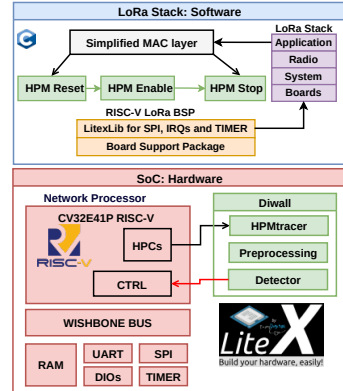 LoRa Stack: Software
C
LoRa Stack
Simplified MAC layer
Application
Radio
System
Boards
HPM Reset
HPM Enable
HPM Stop
RISC-V LoRa BSP
LitexLib for SPI, IRQs and TIMER
Board Support Package
SoC: Hardware
Network Processor
CV32E41P RISC-V
RISC-V
HPCs
CTRL
Diwall
HPMtracer
Preprocessing
Detector
WISHBONE BUS
RAM
UART
SPI
DIOs
TIMER
LiteX
Build your hardware, easily!